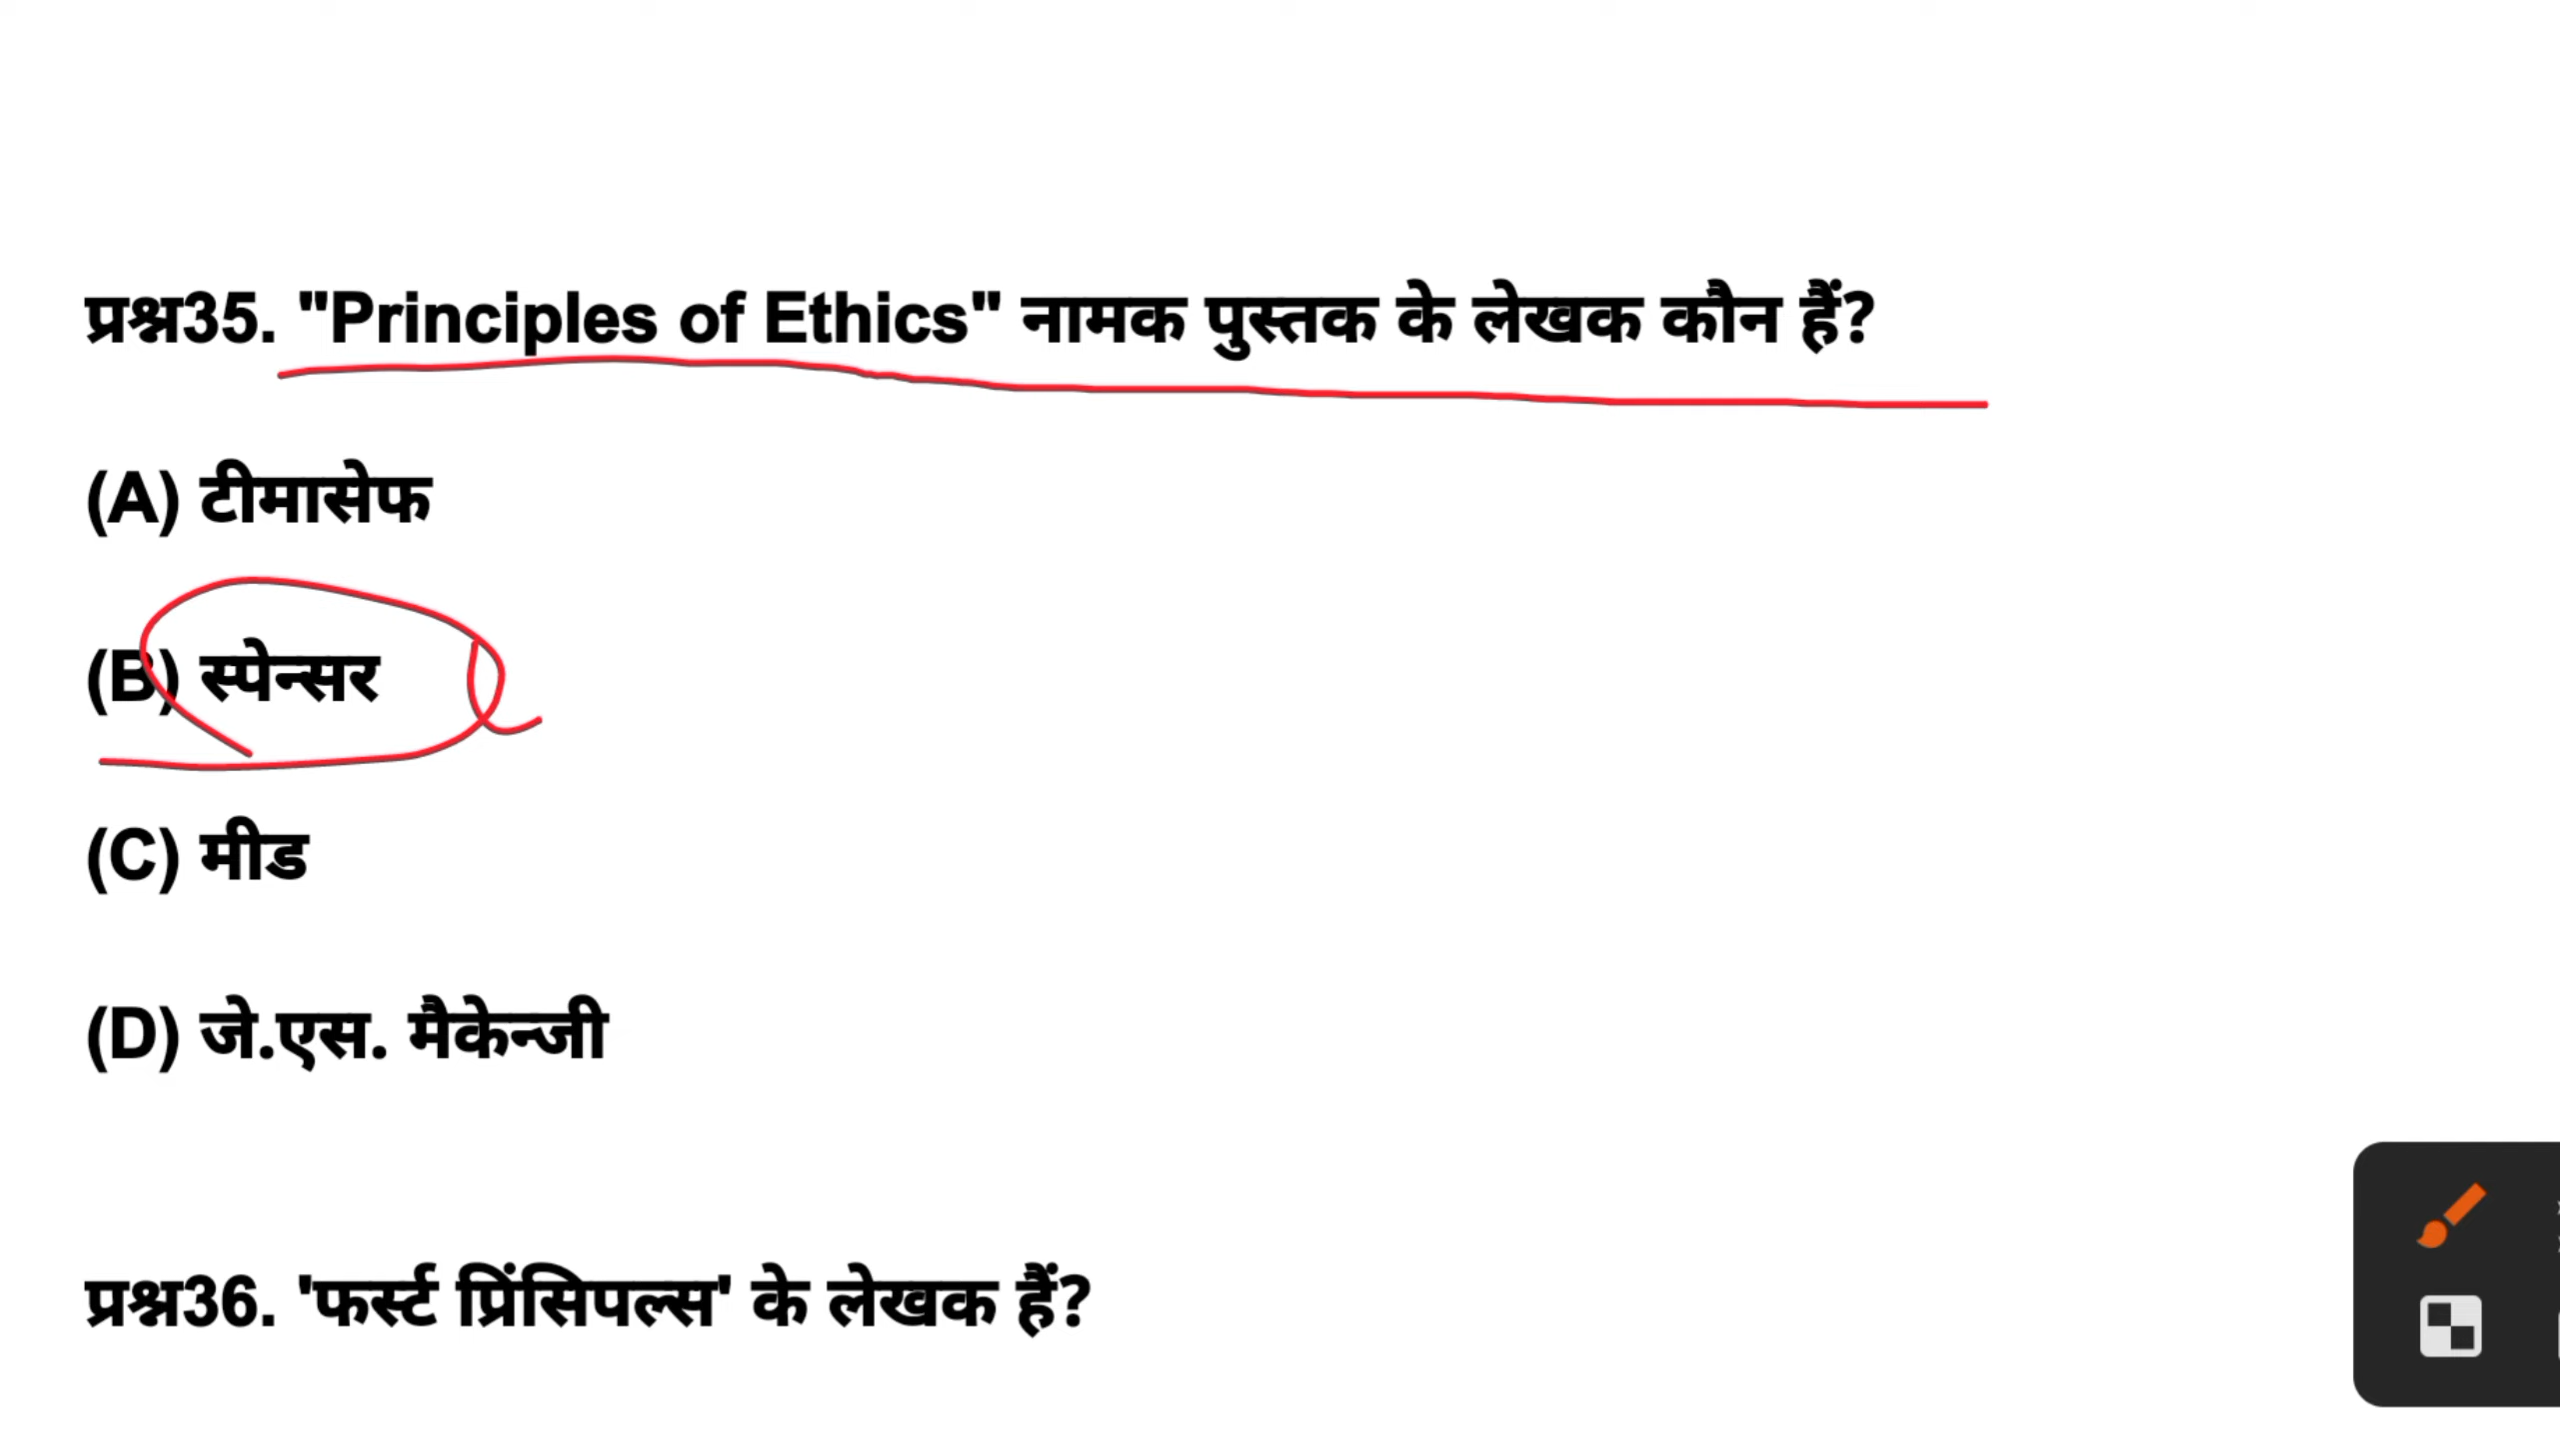 प्रश्न35. "Principles of Ethics" नामक पुस्तक के लेखक कौन हैं?
(A) टीमासेफ
(B) स्पेन्सर
(C) मीड
(D) जे.एस. मैकेन्जी
प्रश्न36. 'फर्स्ट प्रिंसिपल्स' के लेखक हैं?